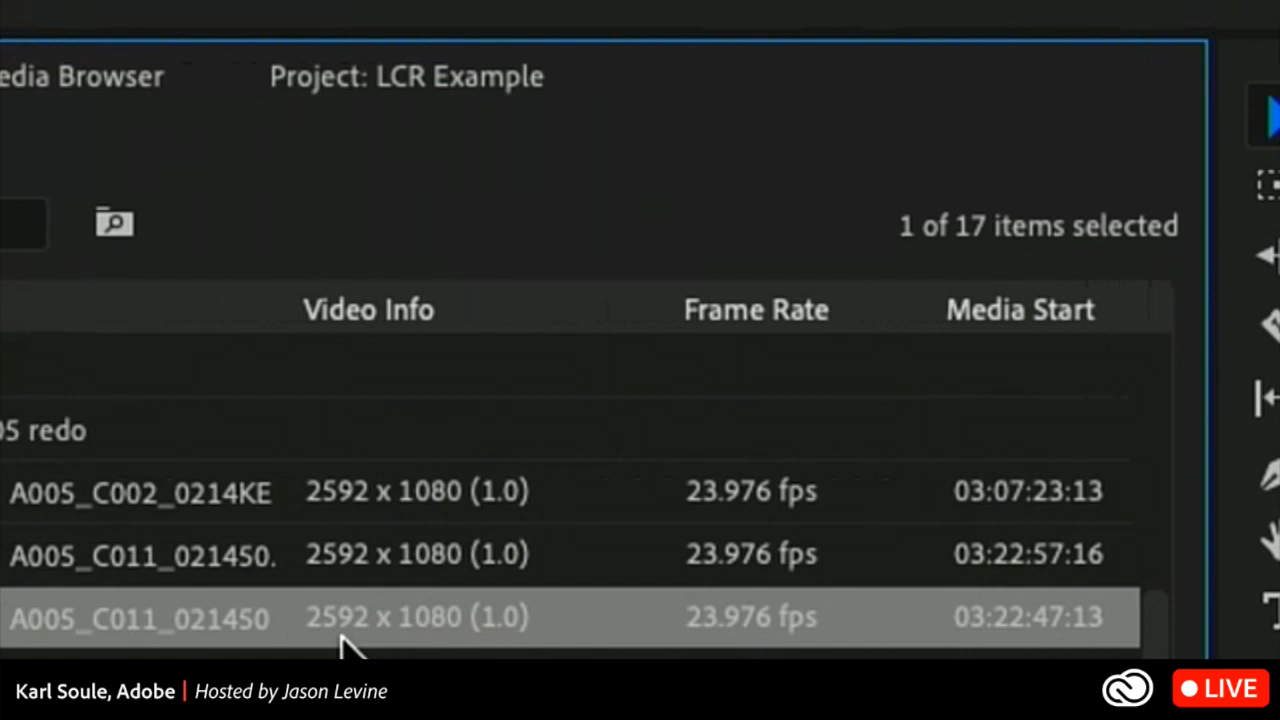 edia Browser Project: LCR Example
1 of 17 items selected
Video Info Frame Rate Media Start
05 redo
A005_C002_0214KE 2592 x 1080 (1.0) 23.976 fps 03:07:23:13
A005_C011_021450. 2592 x 1080 (1.0) 23.976 fps 03:22:57:16
A005_C011_021450 2592 x 1080 (1.0) 23.976 fps 03:22:47:13
Karl Soule, Adobe | Hosted by Jason Levine LIVE